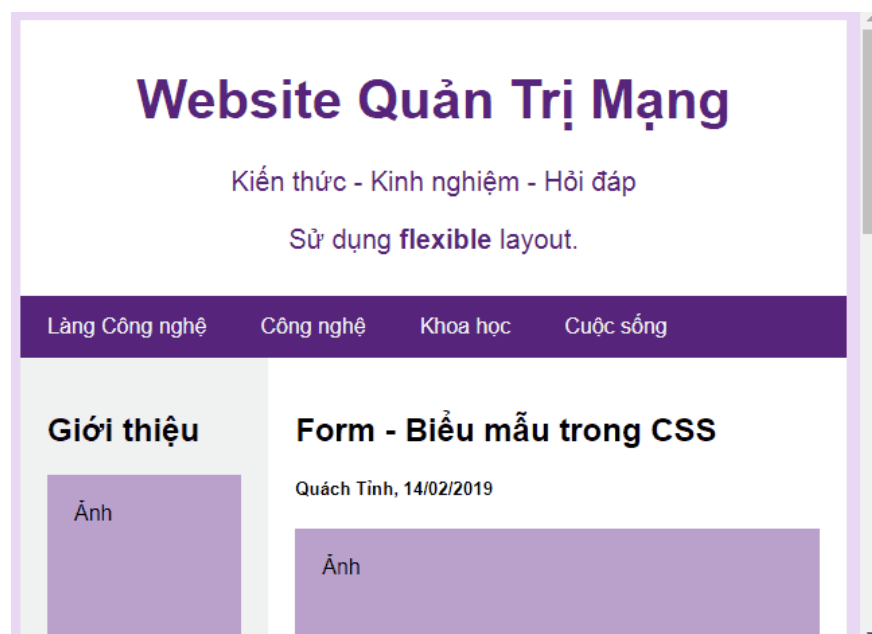 Website Quản Trị Mạng
Kiến thức - Kinh nghiệm - Hỏi đáp
Sử dụng flexible layout.
Làng Công nghệ Công nghệ Khoa học Cuộc sống
Giới thiệu
Ảnh
Form - Biểu mẫu trong CSS
Quách Tỉnh, 14/02/2019
Ảnh